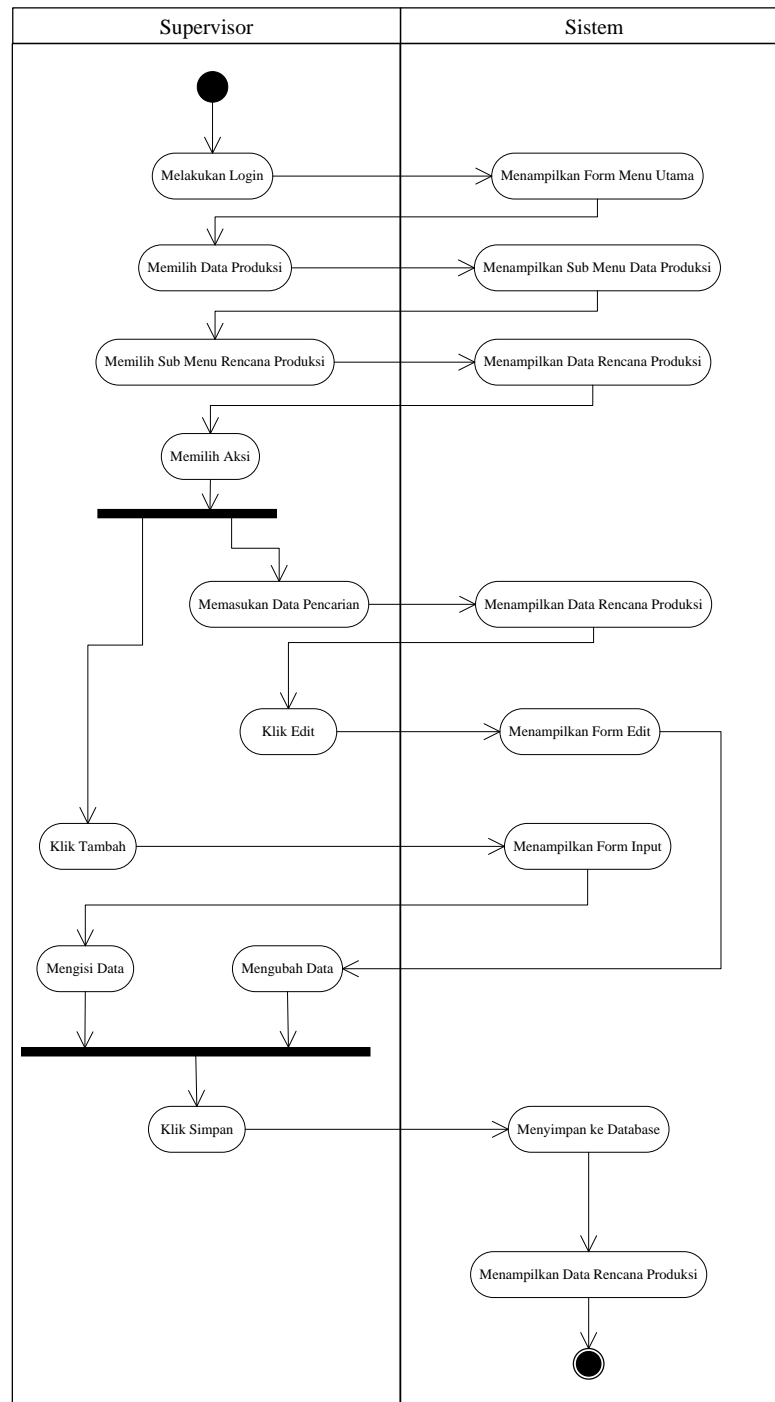 Supervisor
Sistem
Melakukan Login
Menampilkan Form Menu Utama
Memilih Data Produksi
Menampilkan Sub Menu Data Produksi
Memilih Sub Menu Rencana Produksi
Menampilkan Data Rencana Produksi
Memilih Aksi
Memasukan Data Pencarian
Menampilkan Data Rencana Produksi
Klik Edit
Menampilkan Form Edit
Klik Tambah
Menampilkan Form Input
Mengisi Data
Mengubah Data
Klik Simpan
Menyimpan ke Database
Menampilkan Data Rencana Produksi